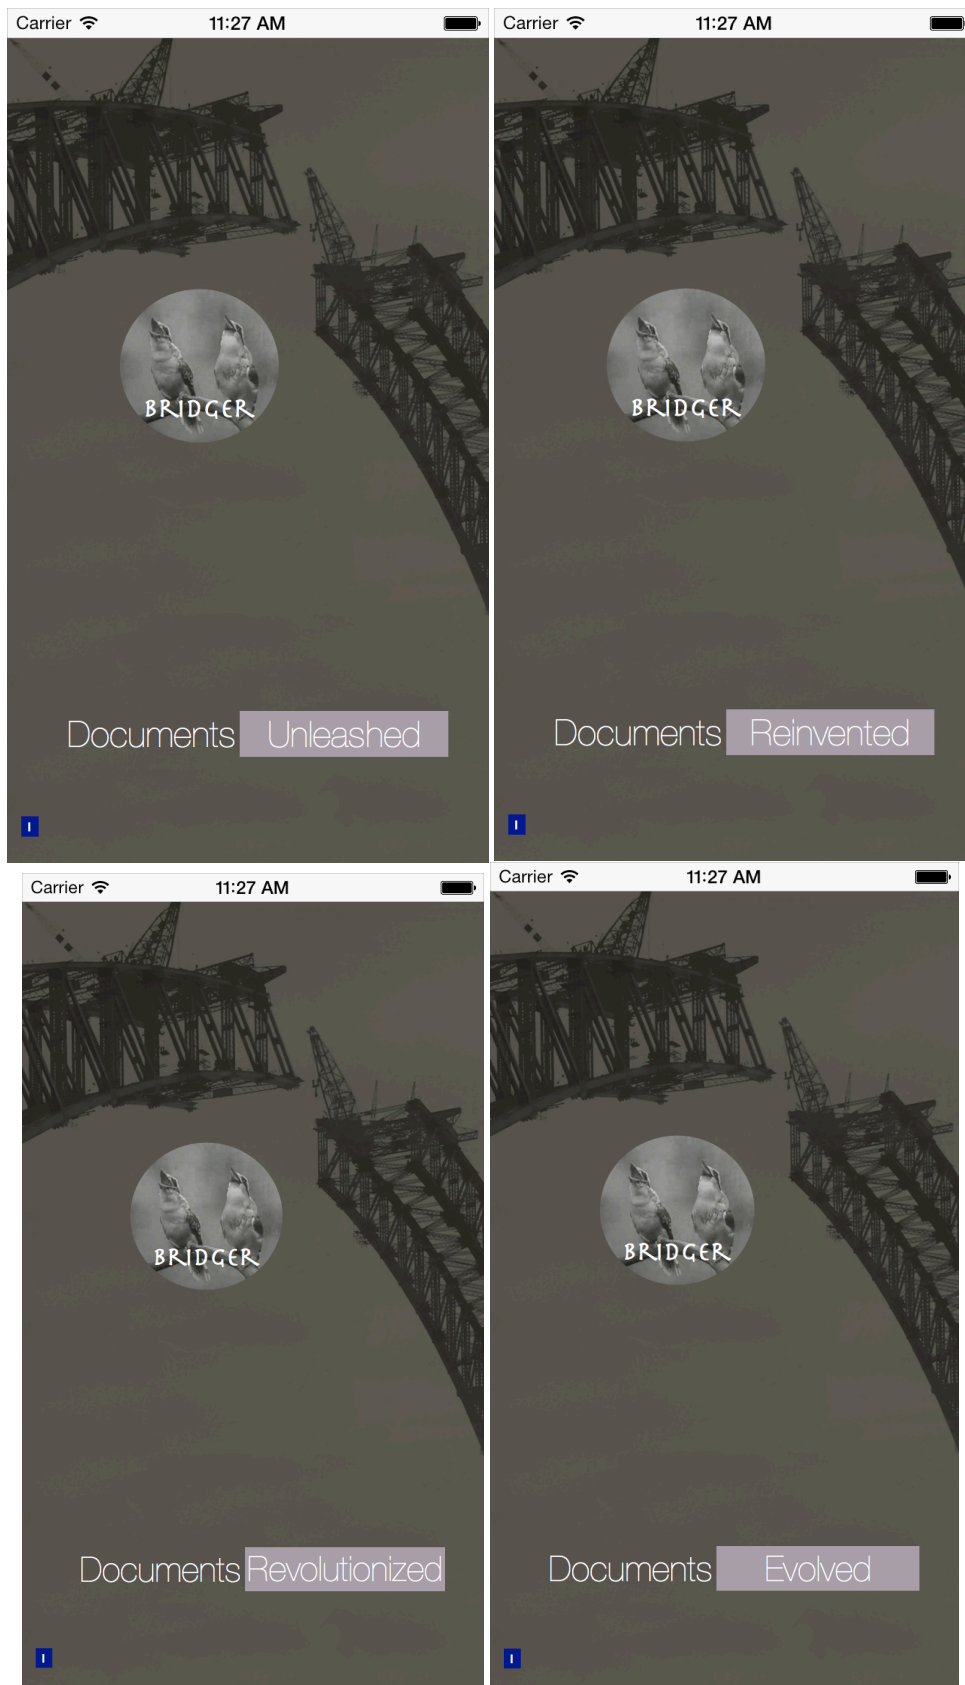 Carrier 11:27 AM
BRIDGER
Documents Unleashed
I
Carrier 11:27 AM
BRIDGER
Documents Reinvented
I
Carrier 11:27 AM
BRIDGER
Documents Revolutionized
I
Carrier 11:27 AM
BRIDGER
Documents Evolved
I